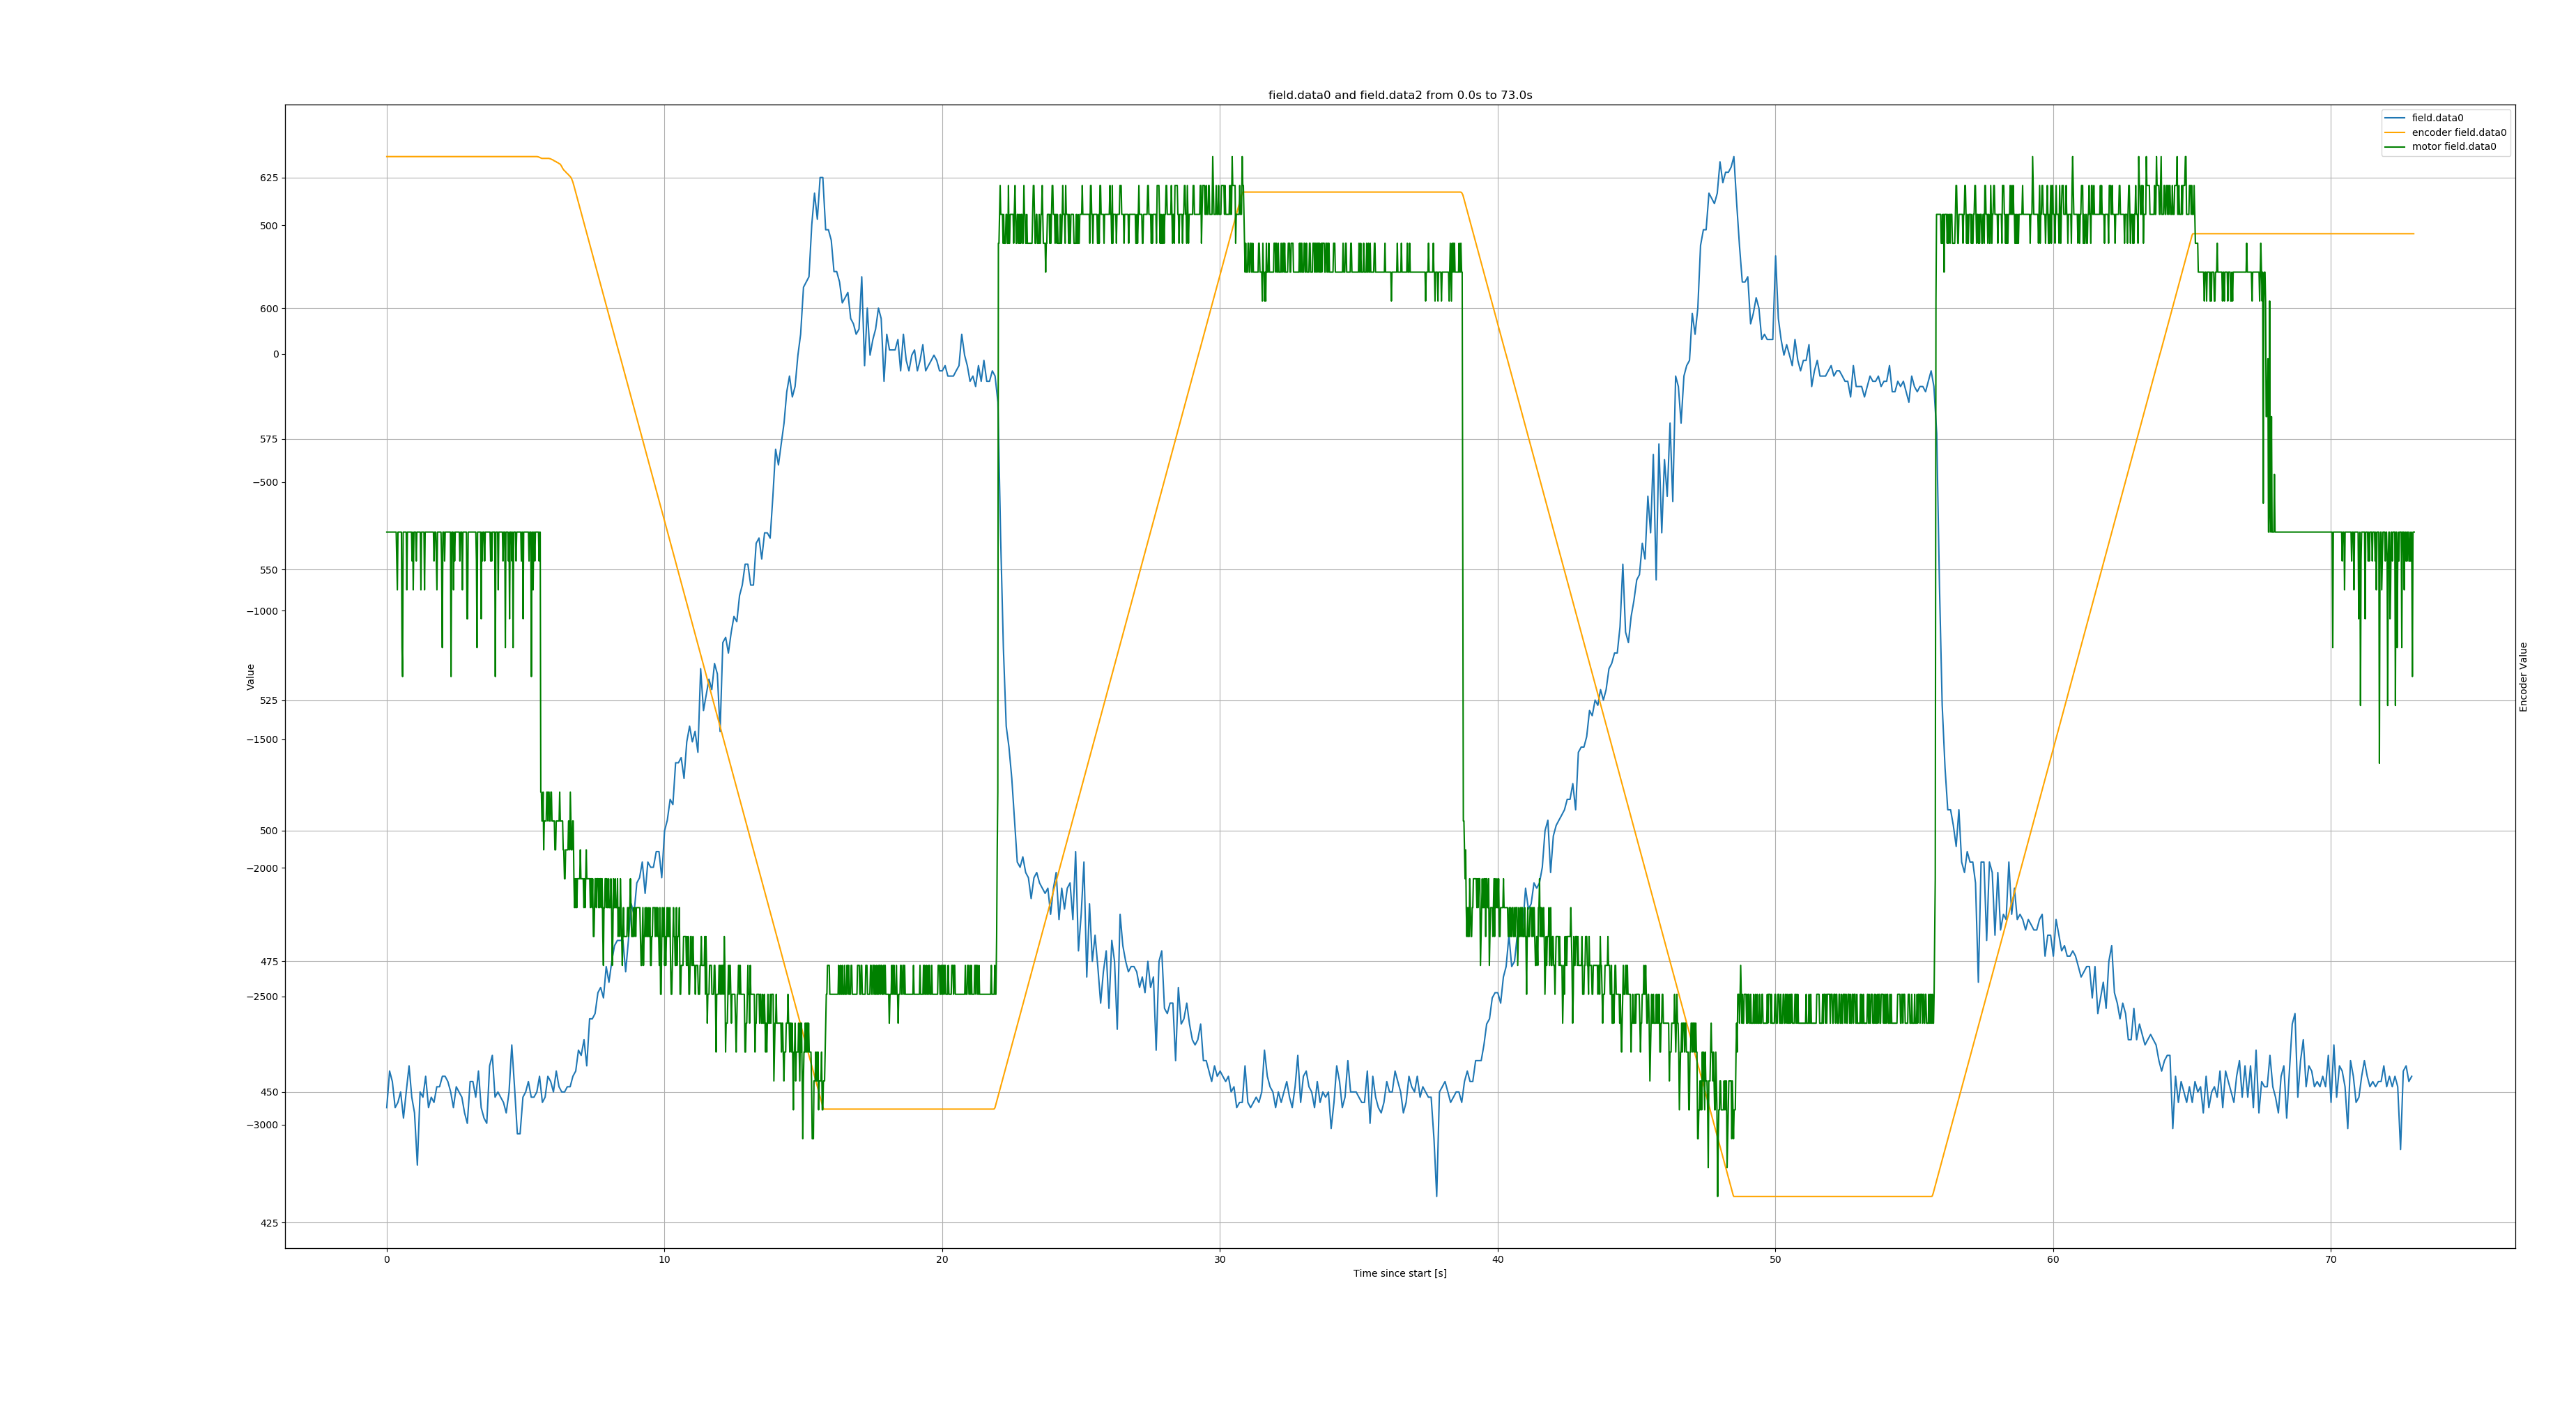 field.data0 and field.data2 from 0.0s to 73.0s
field.data0
encoder field.data0
motor field.data0
625
500
600
0
575
−500
550
−1000
Value
Encoder Value
525
−1500
500
−2000
475
−2500
450
−3000
425
0 10 20 30 40 50 60 70
Time since start [s]